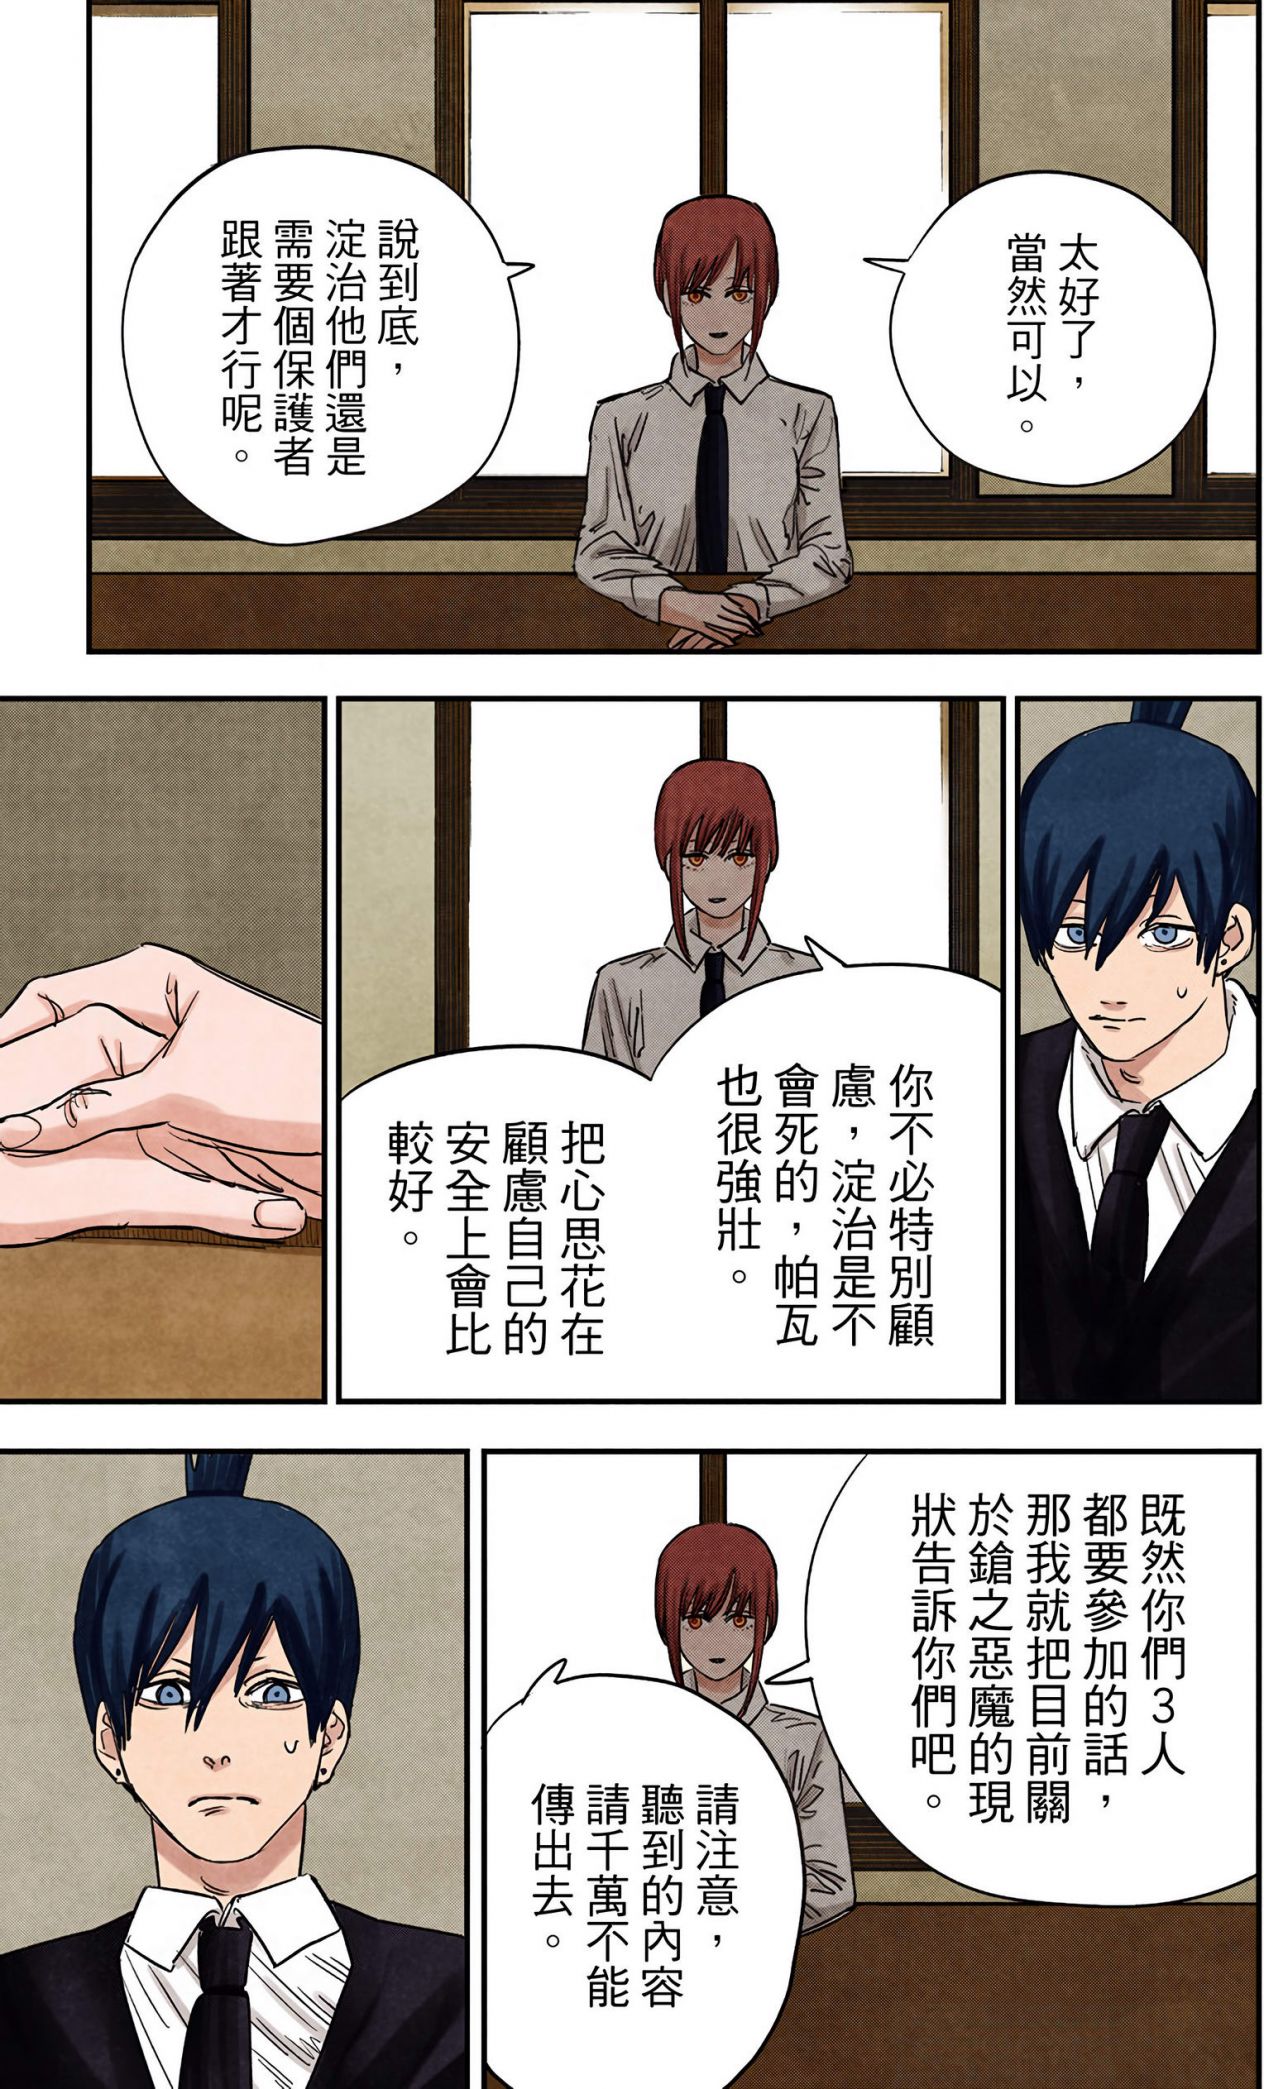 太好了，
當然可以。
說到底，
淀治他們還是
需要個保護者
跟著才行呢。
你不必特別顧
慮，淀治是不
會死的，帕瓦
也很強壯。
把心思花在
顧慮自己的
安全上會比
較好。
既然你們3人
都要參加的話，
那我就把目前關
於鎗之惡魔的現
狀告訴你們吧。
請注意，
聽到的內容
請千萬不能
傳出去。